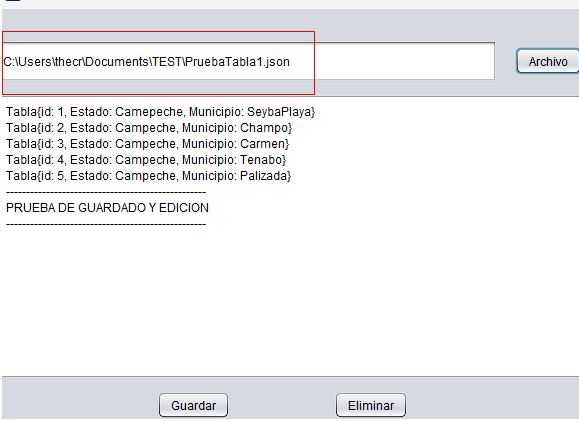 C:\Users\thecr\Documents\TEST\PruebaTabla1.json
Archivo
Tabla{id: 1, Estado: Camepeche, Municipio: SeybaPlaya}
Tabla{id: 2, Estado: Campeche, Municipio: Champo}
Tabla{id: 3, Estado: Campeche, Municipio: Carmen}
Tabla{id: 4, Estado: Campeche, Municipio: Tenabo}
Tabla{id: 5, Estado: Campeche, Municipio: Palizada}
--------------------------------------------------
PRUEBA DE GUARDADO Y EDICION
--------------------------------------------------
Guardar
Eliminar